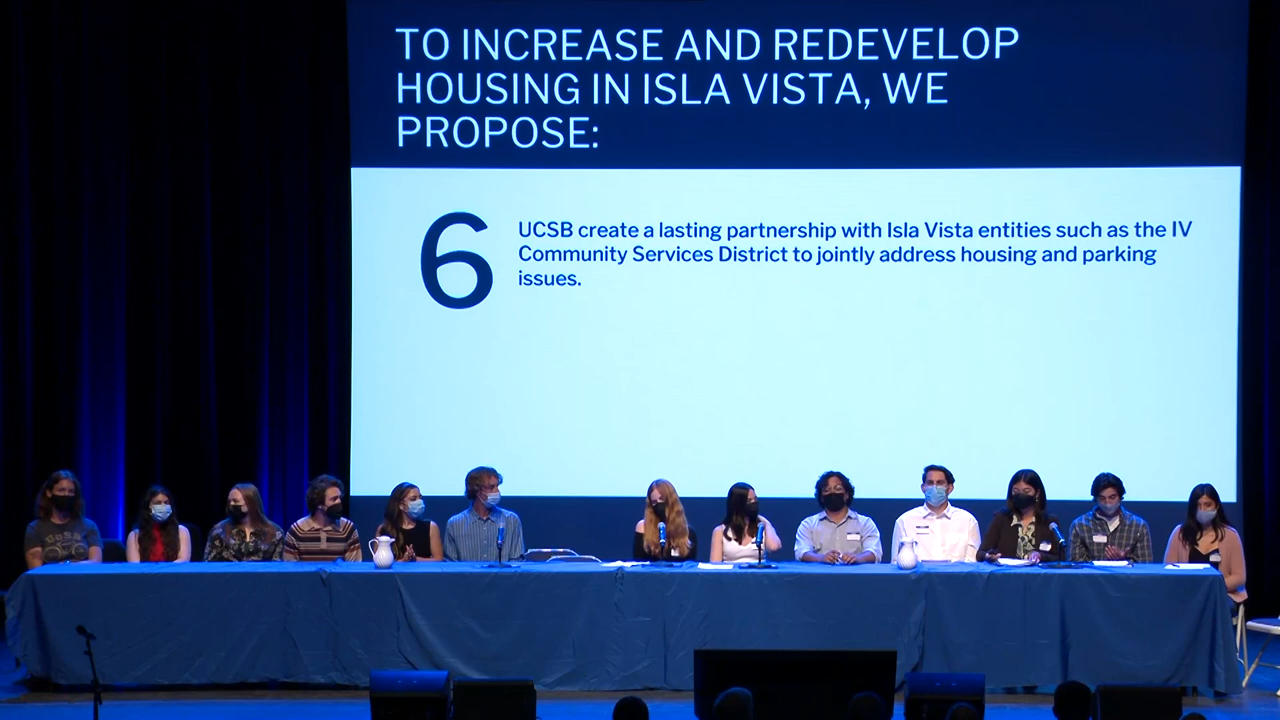 TO INCREASE AND REDEVELOP
HOUSING IN ISLA VISTA, WE
PROPOSE:
6
UCSB create a lasting partnership with Isla Vista entities such as the IV
Community Services District to jointly address housing and parking
issues.
UCSB